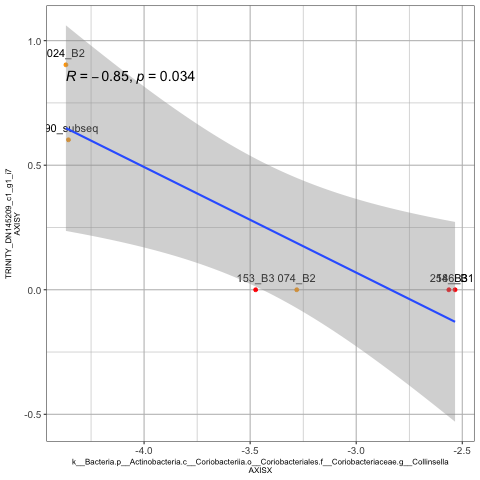 1.0
0.5
0.0
-0.5
TRINITY_DN145209_c1_g1_i7
AXISY
024_B2
R = −0.85, p = 0.034
90_subseq
153_B3 074_B2
-4.0 -3.5 -3.0 -2.5
k__Bacteria.p__Actinobacteria.c__Coriobacteriia.o__Coriobacteriales.f__Coriobacteriaceae.g__Collinsella
AXISX